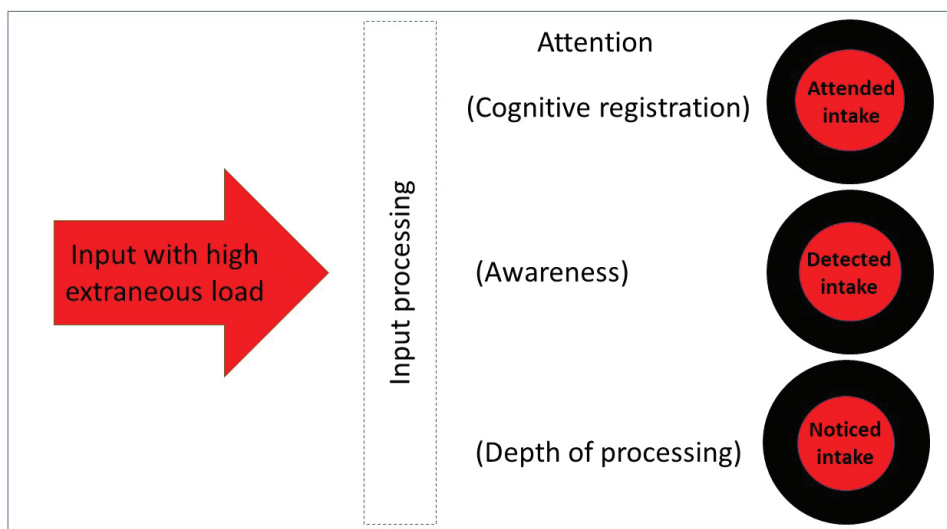 Input with high
extraneous load
Input processing
Attention
(Cognitive registration)
Attended
intake
(Awareness)
Detected
intake
(Depth of processing)
Noticed
intake